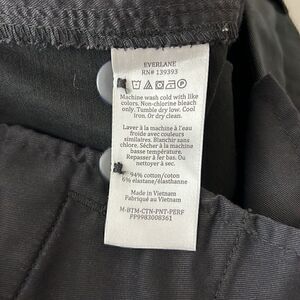 EVERLANE
RN# 139393
Machine wash cold with like
colors. Non-chlorine bleach
only. Tumble dry low. Cool
iron. Or dry clean.
Laver à la machine à l'eau
froide avec couleurs
similaires. Blanchir sans
chlore. Sécher à la machine
basse température.
Repasser à fer doux. Ou
nettoyer à sec.
94% cotton/coton
6% elastane/élasthanne
Made in Vietnam
Fabriqué au Vietnam
M-BTM-CTN-PNT-PERF
FP9983008361